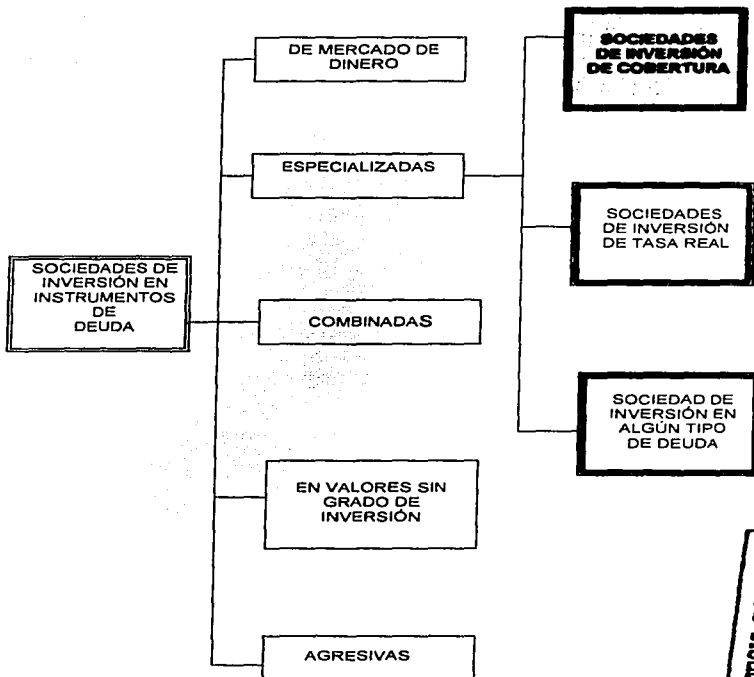 DE MERCADO DE
DINERO
SOCIEDADES
DE INVERSIÓN
DE COBERTURA
ESPECIALIZADAS
SOCIEDADES
DE INVERSIÓN
DE TASA REAL
SOCIEDADES DE
INVERSIÓN EN
INSTRUMENTOS
DE
DEUDA
COMBINADAS
SOCIEDAD DE
INVERSIÓN EN
ALGÚN TIPO
DE DEUDA
EN VALORES SIN
GRADO DE
INVERSIÓN
AGRESIVAS